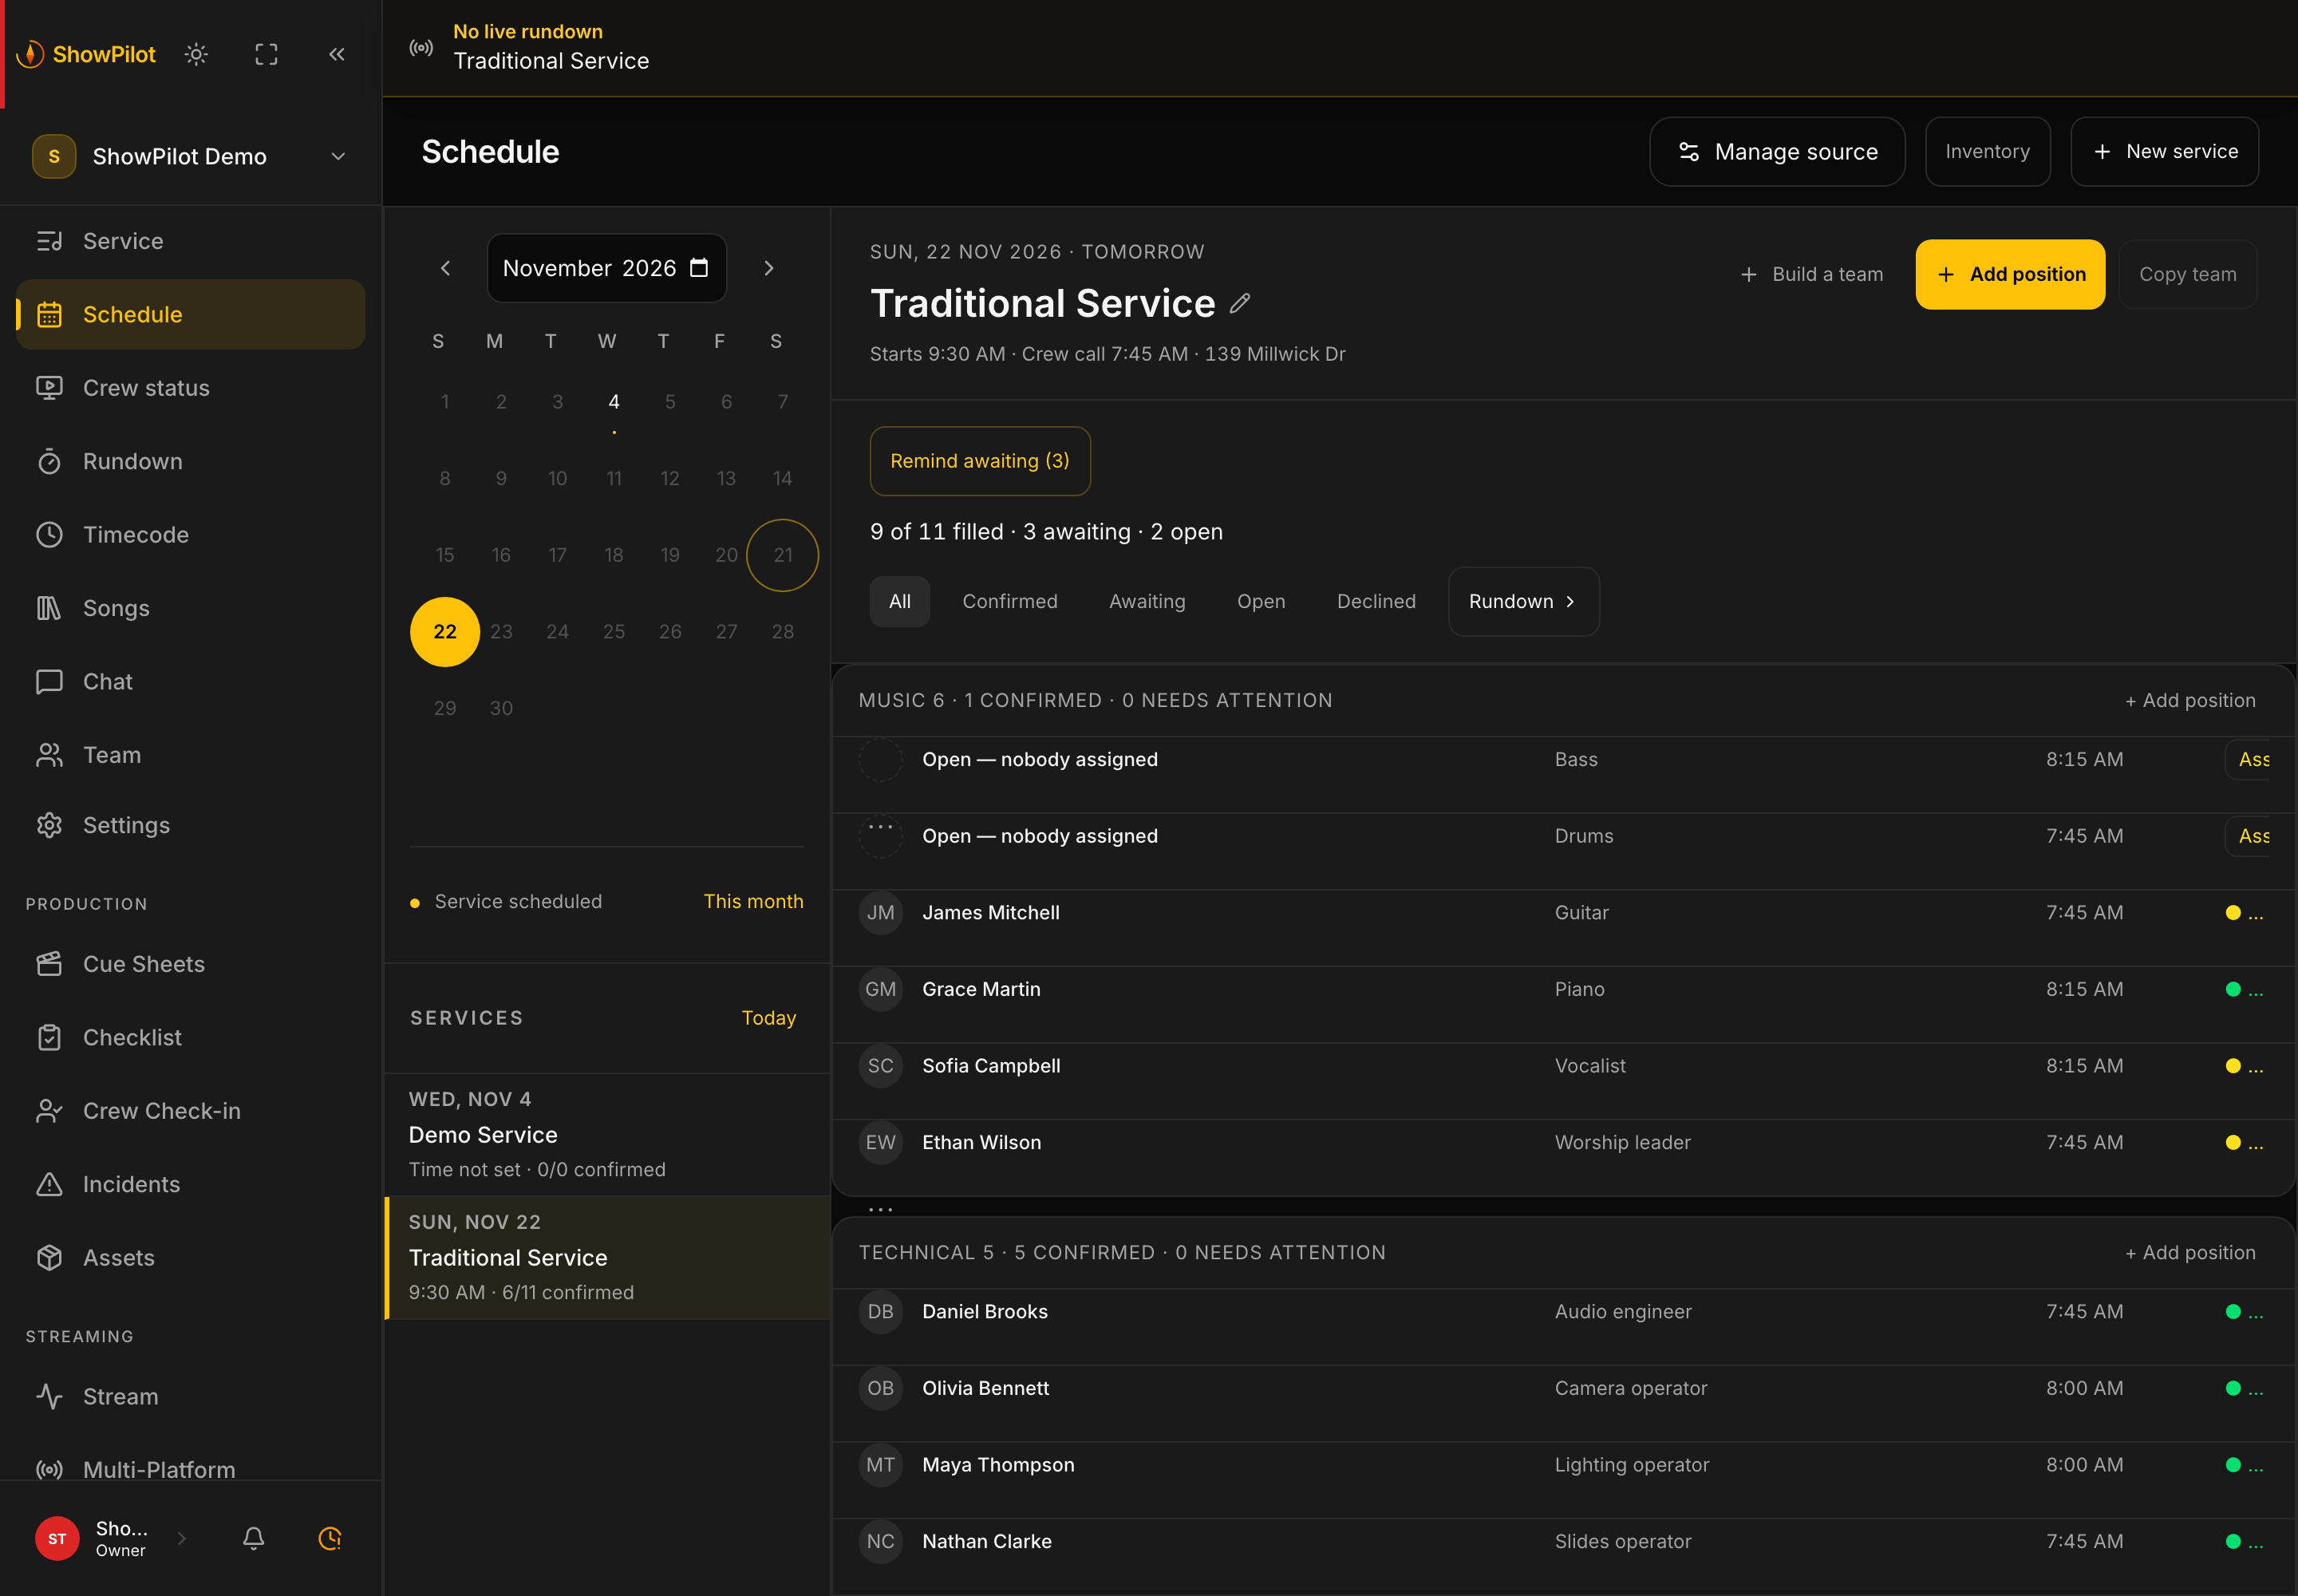 ShowPilot
S ShowPilot Demo
Service
Schedule
Crew status
Rundown
Timecode
Songs
Chat
Team
Settings
PRODUCTION
Cue Sheets
Checklist
Crew Check-in
Incidents
Assets
STREAMING
Stream
Multi-Platform
ST Sho...
Owner
No live rundown
Traditional Service
Schedule
Manage source
Inventory
+ New service
November 2026
S M T W T F S
1 2 3 4 5 6 7
8 9 10 11 12 13 14
15 16 17 18 19 20 21
22 23 24 25 26 27 28
29 30
Service scheduled This month
SERVICES Today
WED, NOV 4
Demo Service
Time not set · 0/0 confirmed
SUN, NOV 22
Traditional Service
9:30 AM · 6/11 confirmed
SUN, 22 NOV 2026 · TOMORROW
Traditional Service
Starts 9:30 AM · Crew call 7:45 AM · 139 Millwick Dr
+ Build a team
+ Add position
Copy team
Remind awaiting (3)
9 of 11 filled · 3 awaiting · 2 open
All Confirmed Awaiting Open Declined Rundown >
MUSIC 6 · 1 CONFIRMED · 0 NEEDS ATTENTION + Add position
Open — nobody assigned Bass 8:15 AM Ass
...
Open — nobody assigned Drums 7:45 AM Ass
JM James Mitchell Guitar 7:45 AM ...
GM Grace Martin Piano 8:15 AM ...
SC Sofia Campbell Vocalist 8:15 AM ...
EW Ethan Wilson Worship leader 7:45 AM ...
...
TECHNICAL 5 · 5 CONFIRMED · 0 NEEDS ATTENTION + Add position
DB Daniel Brooks Audio engineer 7:45 AM ...
OB Olivia Bennett Camera operator 8:00 AM ...
MT Maya Thompson Lighting operator 8:00 AM ...
NC Nathan Clarke Slides operator 7:45 AM ...